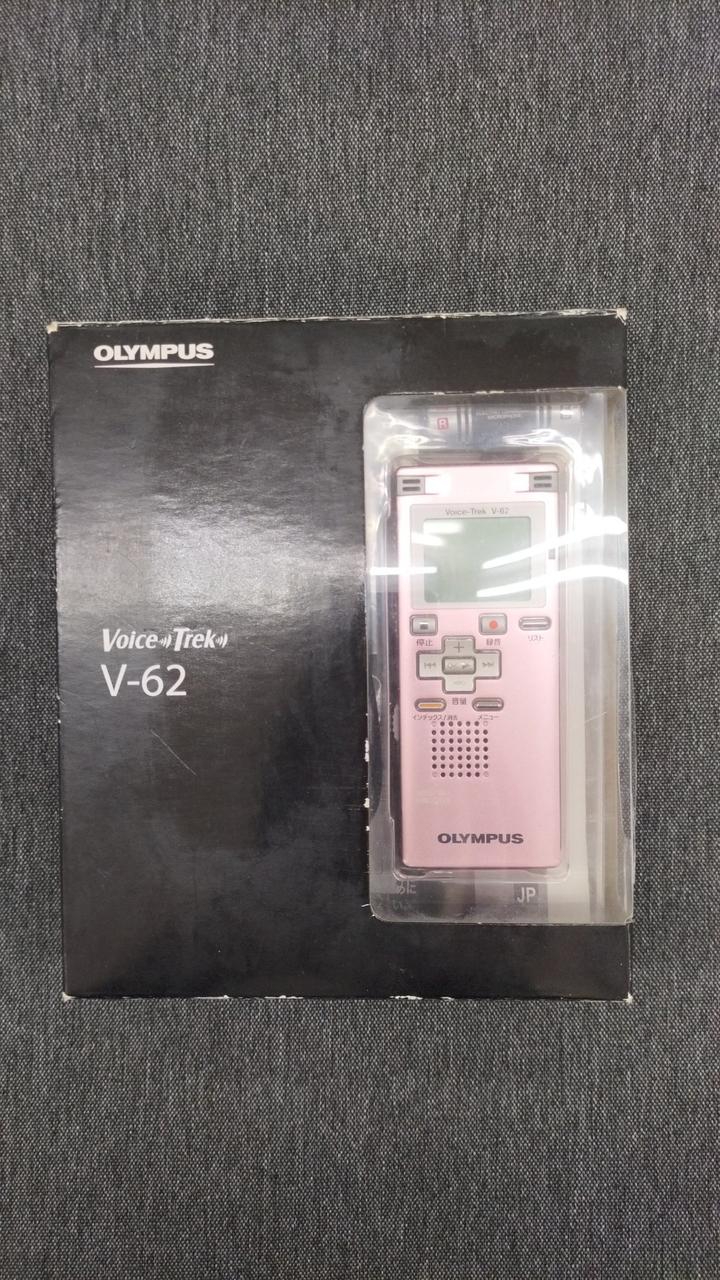 OLYMPUS
Voice Trek
V-62
R
Voice-Trek V-62
停止
録音
リスト
音量
インデックス/消去
メニュー
OLYMPUS
JP